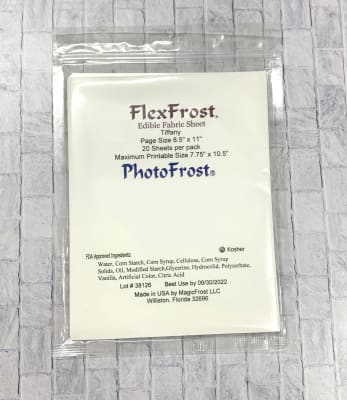 FlexFrost®
Edible Fabric Sheet
Tiffany
Page Size 8.5" x 11"
20 Sheets per pack
Maximum Printable Size 7.75" x 10.5"
PhotoFrost®
FDA Approved Ingredients:
Kosher
Water, Corn Starch, Corn Syrup, Cellulose, Corn Syrup
Solids, Oil, Modified Starch,Glycerine, Hydrocolid, Polysorbate,
Vanilla, Artificial Color, Citric Acid
Lot # 38126 Best Use by 09/30/2022
Made in USA by MagicFrost LLC
Williston, Florida 32696